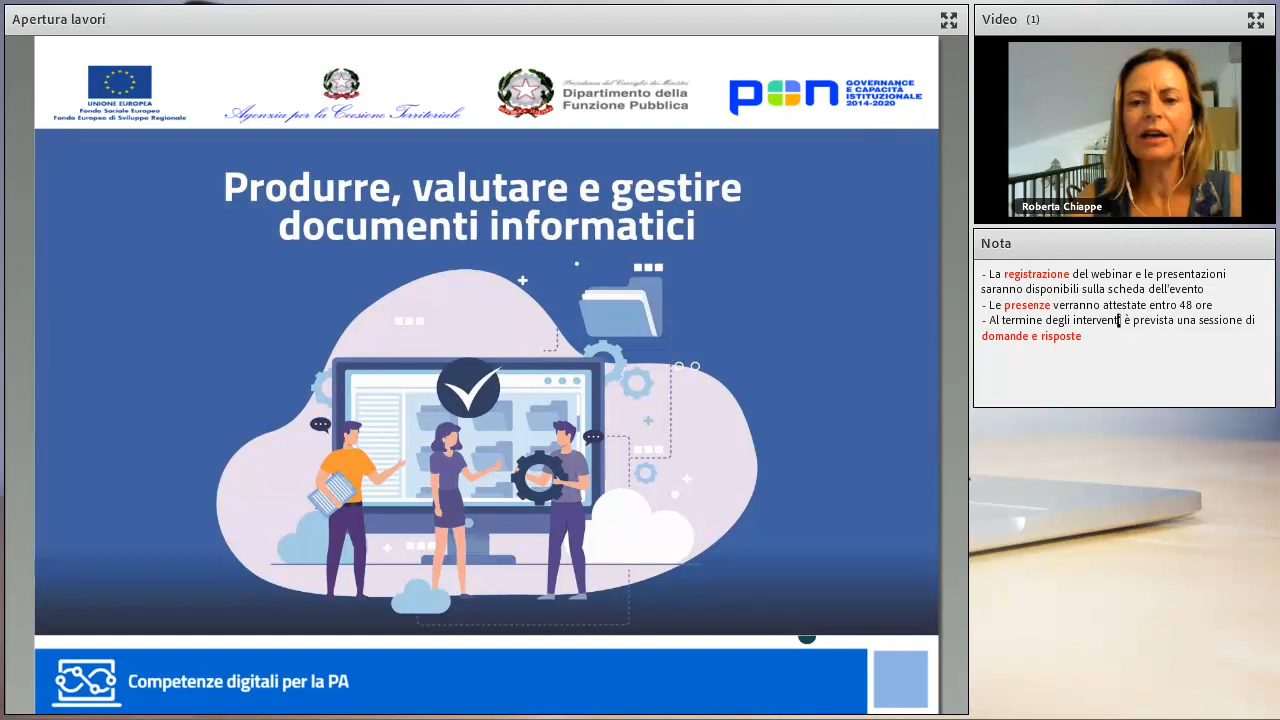 Apertura lavori
UNIONE EUROPEA
Fondo Sociale Europeo
Fondo Europeo di Sviluppo Regionale
Agenzia per la Coesione Territoriale
Presidenza del Consiglio dei Ministri
Dipartimento della
Funzione Pubblica
pon
GOVERNANCE
E CAPACITÀ
ISTITUZIONALE
2014-2020
Produrre, valutare e gestire
documenti informatici
Competenze digitali per la PA
Video (1)
Roberta Chiappe
Nota
- La registrazione del webinar e le presentazioni
saranno disponibili sulla scheda dell'evento
- Le presenze verranno attestate entro 48 ore
- Al termine degli interventi è prevista una sessione di
domande e risposte